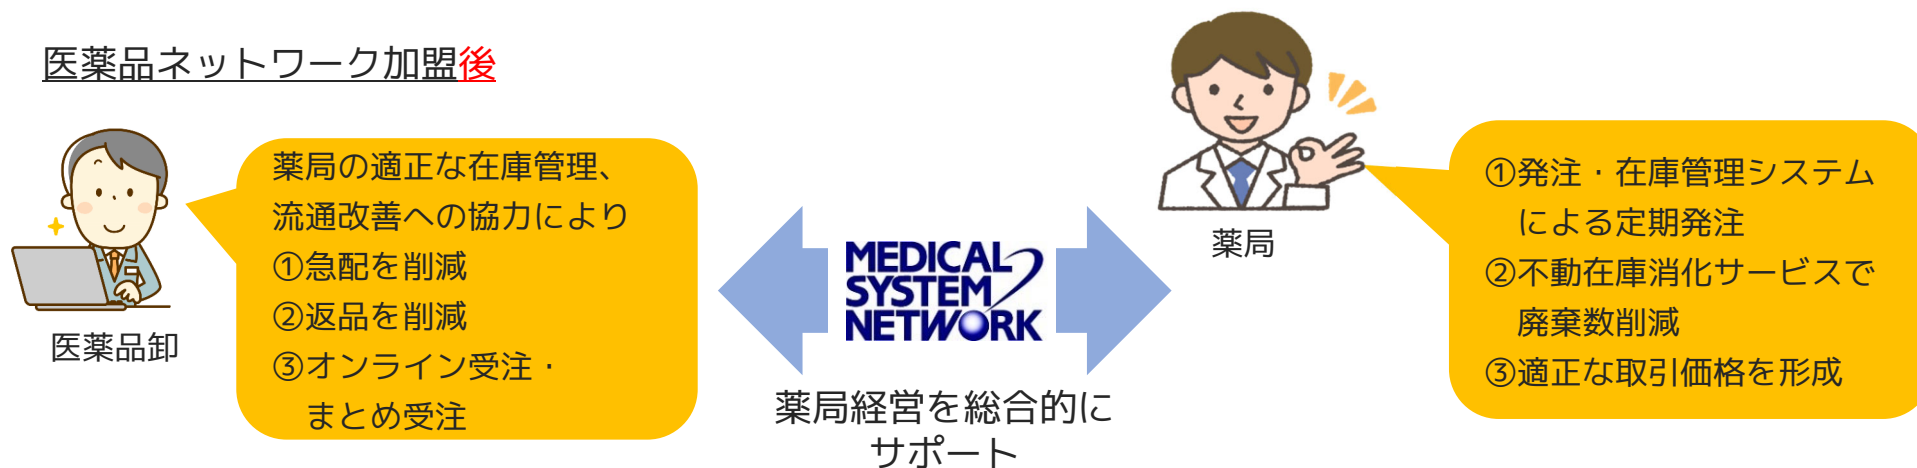 医薬品ネットワーク加盟後
薬局の適正な在庫管理、
流通改善への協力により
①急配を削減
②返品を削減
③オンライン受注・
まとめ受注
医薬品卸
MEDICAL
SYSTEM
NETWORK
薬局経営を総合的に
サポート
薬局
①発注・在庫管理システム
による定期発注
②不動在庫消化サービスで
廃棄数削減
③適正な取引価格を形成